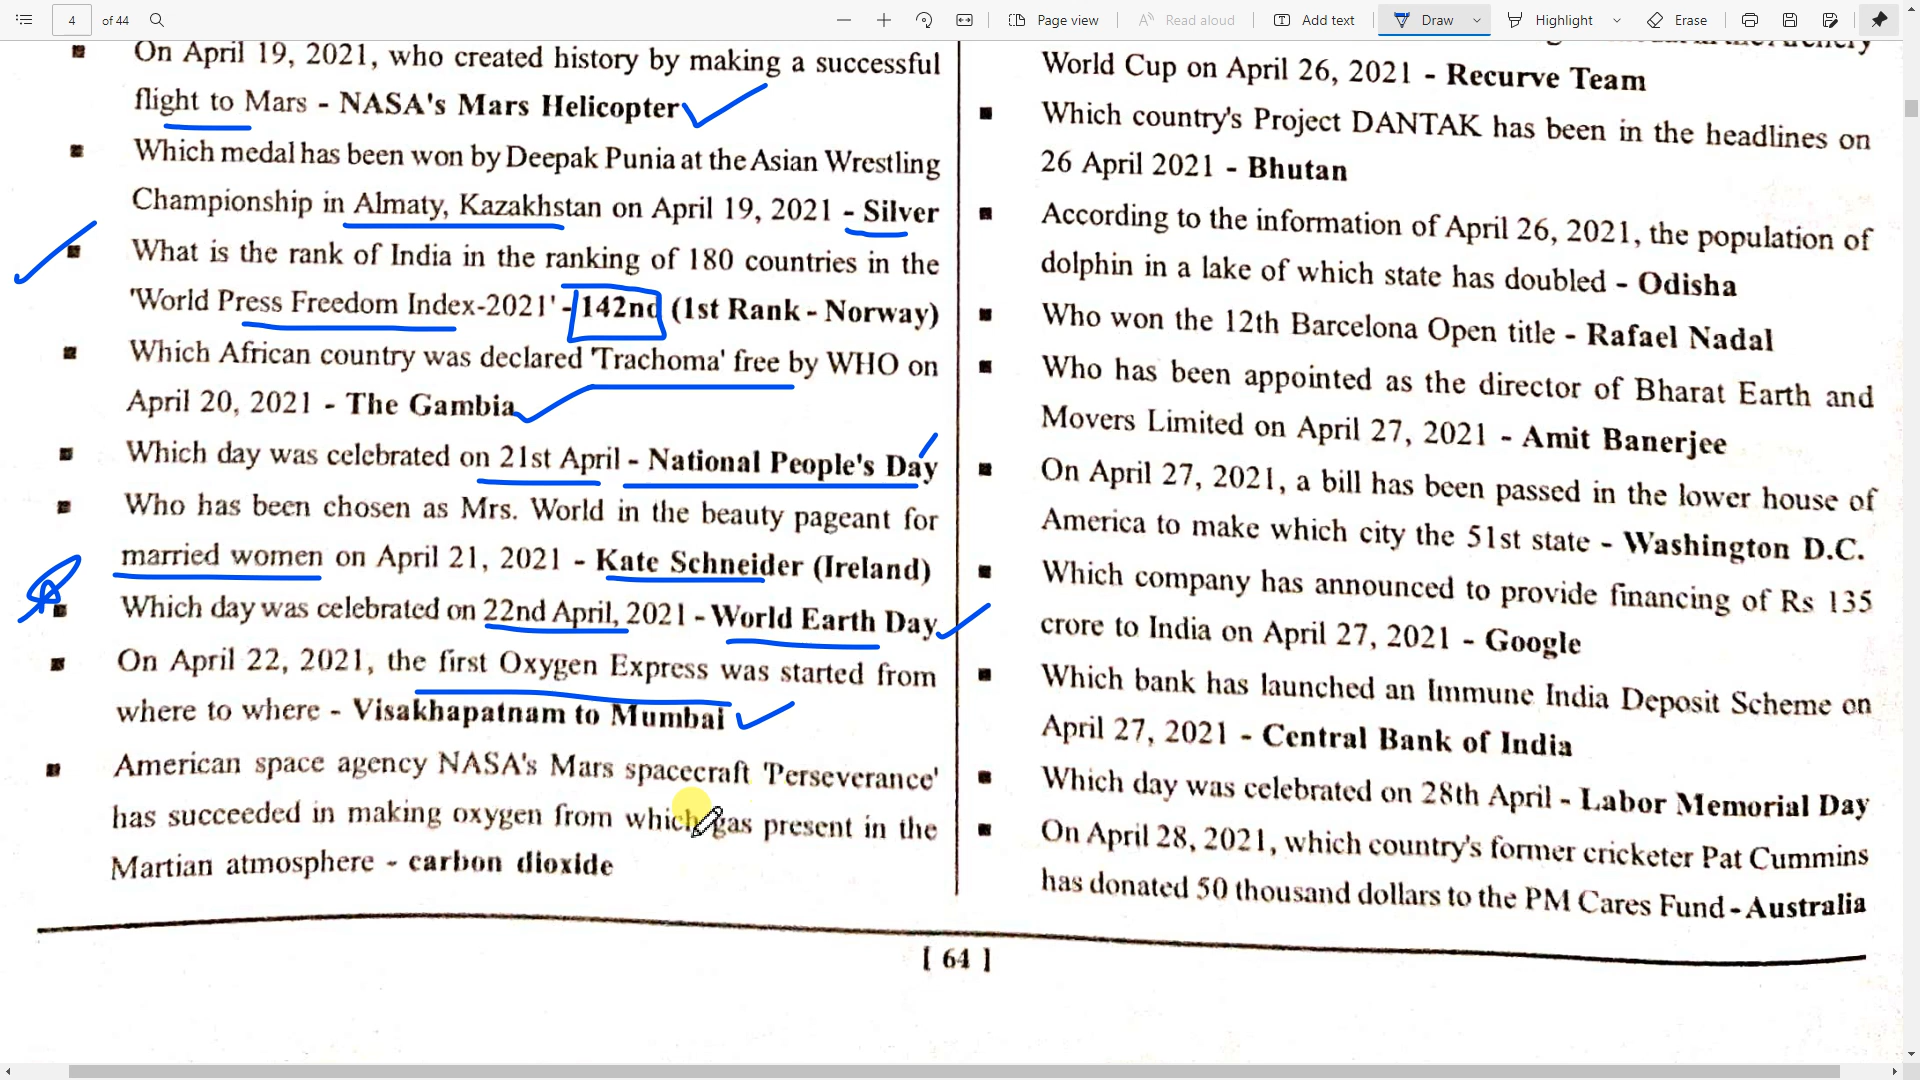 4 of 44 Page view Read aloud Add text Draw Highlight Erase
On April 19, 2021, who created history by making a successful
flight to Mars - NASA's Mars Helicopter
Which medal has been won by Deepak Punia at the Asian Wrestling
Championship in Almaty, Kazakhstan on April 19, 2021 - Silver
What is the rank of India in the ranking of 180 countries in the
'World Press Freedom Index-2021' - 142nd (1st Rank - Norway)
Which African country was declared 'Trachoma' free by WHO on
April 20, 2021 - The Gambia
Which day was celebrated on 21st April - National People's Day
Who has been chosen as Mrs. World in the beauty pageant for
married women on April 21, 2021 - Kate Schneider (Ireland)
Which day was celebrated on 22nd April, 2021 - World Earth Day
On April 22, 2021, the first Oxygen Express was started from
where to where - Visakhapatnam to Mumbai
American space agency NASA's Mars spacecraft 'Perseverance'
has succeeded in making oxygen from which gas present in the
Martian atmosphere - carbon dioxide
World Cup on April 26, 2021 - Recurve Team
Which country's Project DANTAK has been in the headlines on
26 April 2021 - Bhutan
According to the information of April 26, 2021, the population of
dolphin in a lake of which state has doubled - Odisha
Who won the 12th Barcelona Open title - Rafael Nadal
Who has been appointed as the director of Bharat Earth and
Movers Limited on April 27, 2021 - Amit Banerjee
On April 27, 2021, a bill has been passed in the lower house of
America to make which city the 51st state - Washington D.C.
Which company has announced to provide financing of Rs 135
crore to India on April 27, 2021 - Google
Which bank has launched an Immune India Deposit Scheme on
April 27, 2021 - Central Bank of India
Which day was celebrated on 28th April - Labor Memorial Day
On April 28, 2021, which country's former cricketer Pat Cummins
has donated 50 thousand dollars to the PM Cares Fund - Australia
[ 64 ]